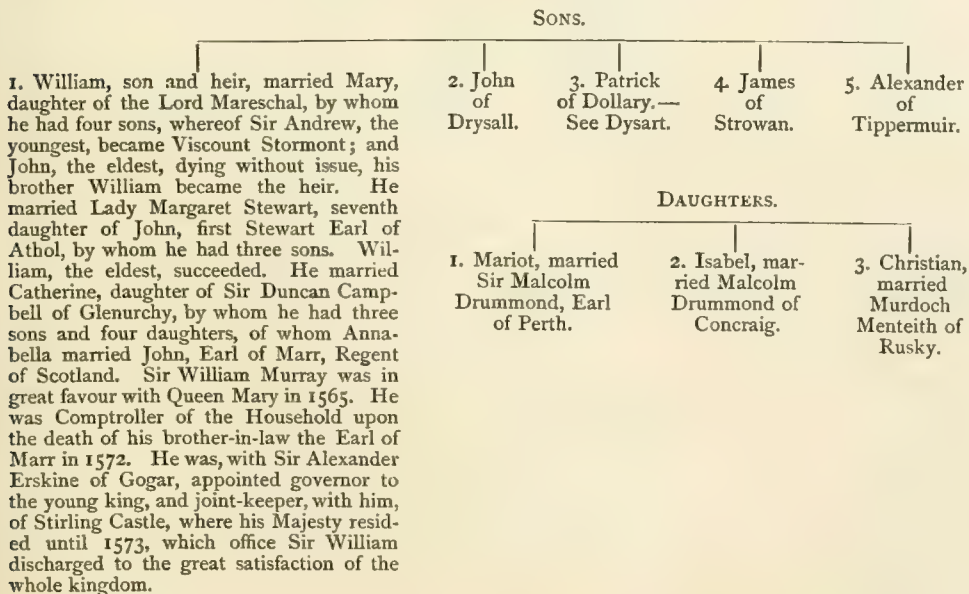 SONS.
1. William, son and heir, married Mary,
daughter of the Lord Mareschal, by whom
he had four sons, whereof Sir Andrew, the
youngest, became Viscount Stormont; and
John, the eldest, dying without issue, his
brother William became the heir. He
married Lady Margaret Stewart, seventh
daughter of John, first Stewart Earl of
Athol, by whom he had three sons. Wil-
liam, the eldest, succeeded. He married
Catherine, daughter of Sir Duncan Camp-
bell of Glenurchy, by whom he had three
sons and four daughters, of whom Anna-
bella married John, Earl of Marr, Regent
of Scotland. Sir William Murray was in
great favour with Queen Mary in 1565. He
was Comptroller of the Household upon
the death of his brother-in-law the Earl of
Marr in 1572. He was, with Sir Alexander
Erskine of Gogar, appointed governor to
the young king, and joint-keeper, with him,
of Stirling Castle, where his Majesty resid-
ed until 1573, which office Sir William
discharged to the great satisfaction of the
whole kingdom.
2. John
of
Drysall.
3. Patrick
of Dollary.—
See Dysart.
4. James
of
Strowan.
5. Alexander
of
Tippermuir.
DAUGHTERS.
1. Mariot, married
Sir Malcolm
Drummond, Earl
of Perth.
2. Isabel, mar-
ried Malcolm
Drummond of
Concraig.
3. Christian,
married
Murdoch
Menteith of
Rusky.